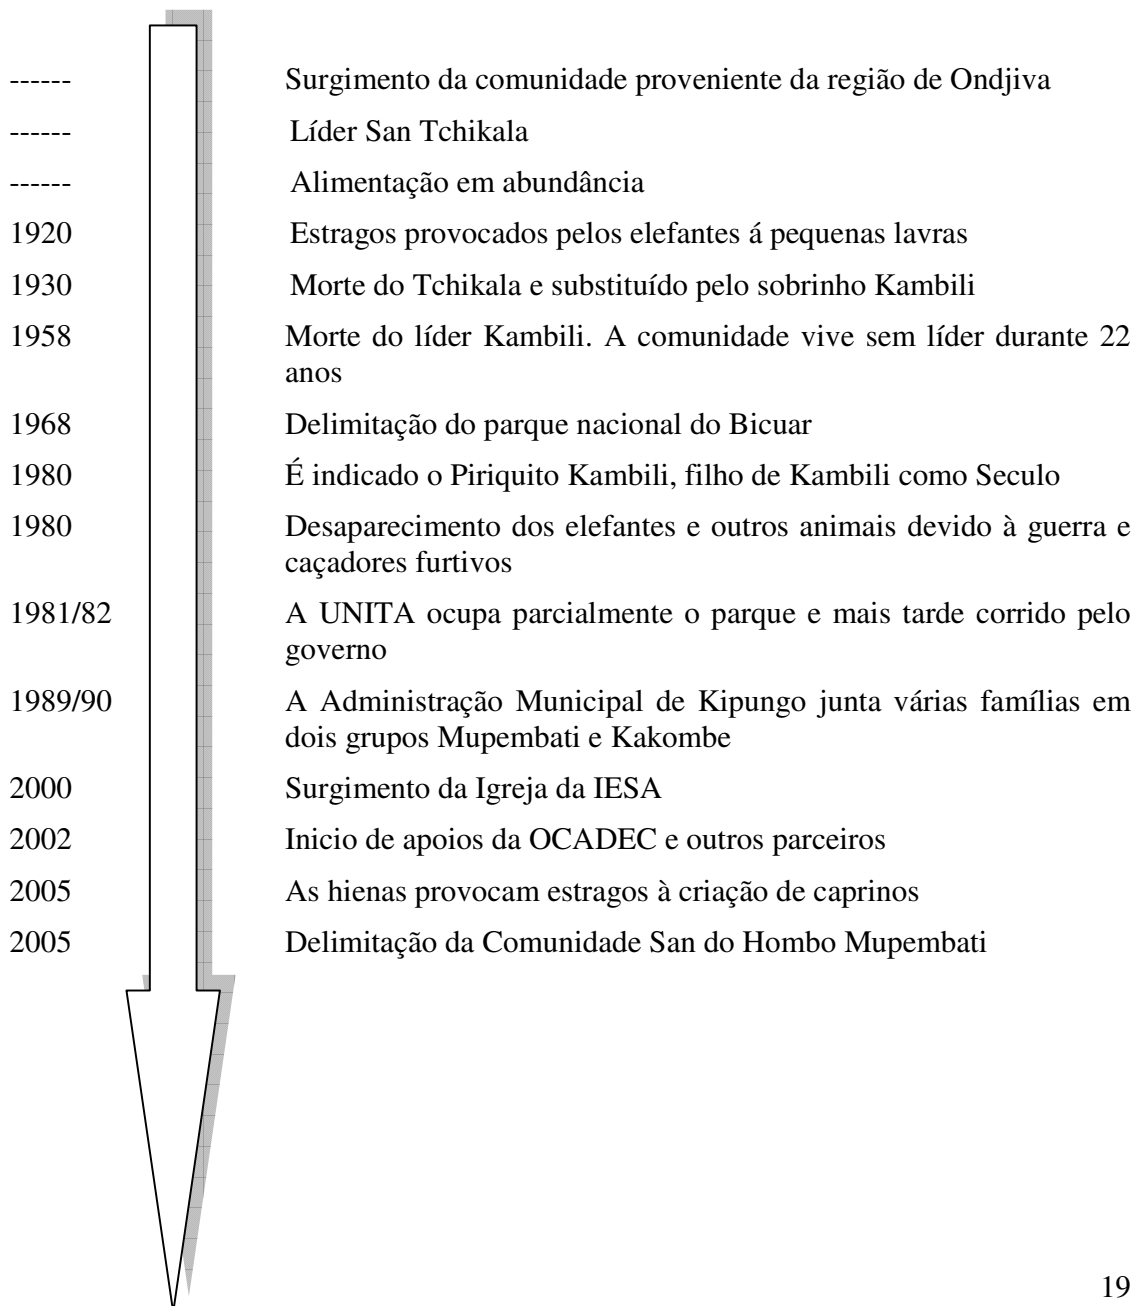 ------ Surgimento da comunidade proveniente da região de Ondjiva
------ Líder San Tchikala
------ Alimentação em abundância
1920 Estragos provocados pelos elefantes á pequenas lavras
1930 Morte do Tchikala e substituído pelo sobrinho Kambili
1958 Morte do líder Kambili. A comunidade vive sem líder durante 22
anos
1968 Delimitação do parque nacional do Bicuar
1980 É indicado o Piriquito Kambili, filho de Kambili como Seculo
1980 Desaparecimento dos elefantes e outros animais devido à guerra e
caçadores furtivos
1981/82 A UNITA ocupa parcialmente o parque e mais tarde corrido pelo
governo
1989/90 A Administração Municipal de Kipungo junta várias famílias em
dois grupos Mupembati e Kakombe
2000 Surgimento da Igreja da IESA
2002 Inicio de apoios da OCADEC e outros parceiros
2005 As hienas provocam estragos à criação de caprinos
2005 Delimitação da Comunidade San do Hombo Mupembati
19